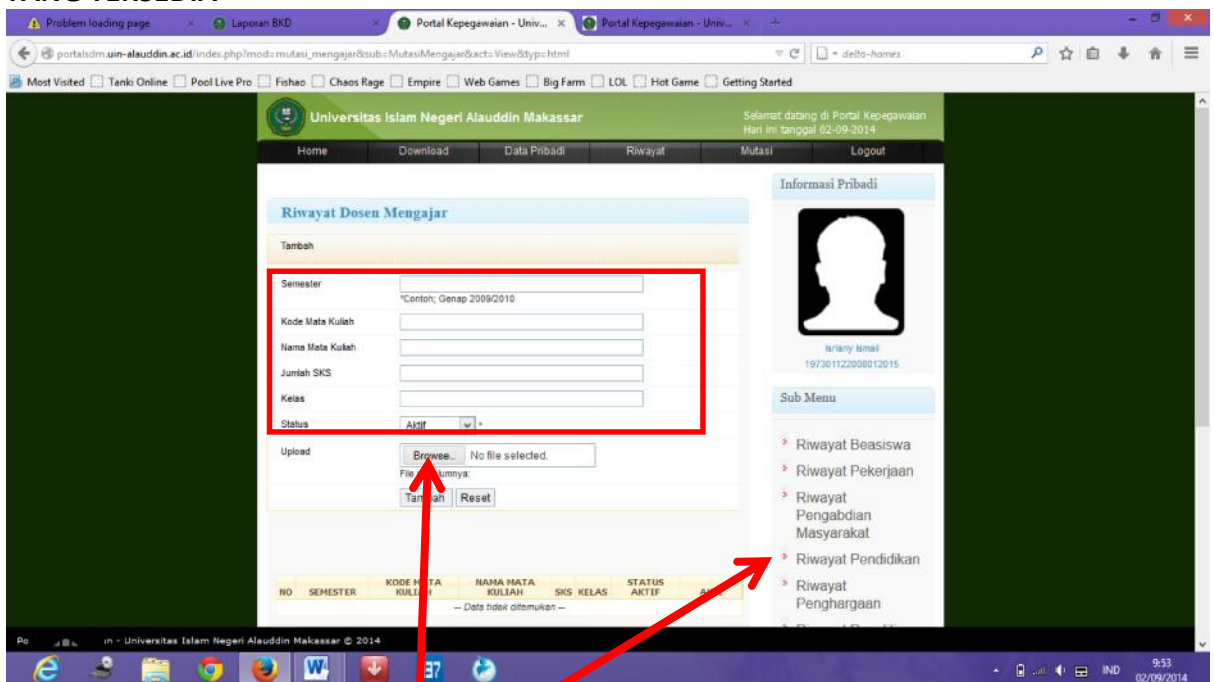 YANG TERSEDIA
Problem loading page
Laporan BKD
Portal Kepegawaian - Univ...
Portal Kepegawaian - Univ...
portalsdm.uin-alauddin.ac.id/index.php?mod=mutasi_mengajar&sub=MutasiMengajar&act=View&typ=html
delta-homes
Most Visited Tanki Online Pool Live Pro Fishao Chaos Rage Empire Web Games Big Farm LOL Hot Game Getting Started
Universitas Islam Negeri Alauddin Makassar
Selamat datang di Portal Kepegawaian
Hari ini tanggal 02-09-2014
Home Download Data Pribadi Riwayat Mutasi Logout
Informasi Pribadi
Riwayat Dosen Mengajar
Tambah
Semester
*Contoh; Genap 2009/2010
Kode Mata Kuliah
Nama Mata Kuliah
Jumlah SKS
Kelas
Status Aktif *
Upload Browse... No file selected.
File
Reset
Isriany Ismail
197301122008012015
Sub Menu
Riwayat Beasiswa
Riwayat Pekerjaan
Riwayat
Pengabdian
Masyarakat
Riwayat Pendidikan
Riwayat
Penghargaan
NO SEMESTER KODE MATA KULIAH NAMA MATA KULIAH SKS KELAS STATUS AKTIF
-- Data tidak ditemukan --
- Universitas Islam Negeri Alauddin Makassar © 2014
IND
9:53
02/09/2014